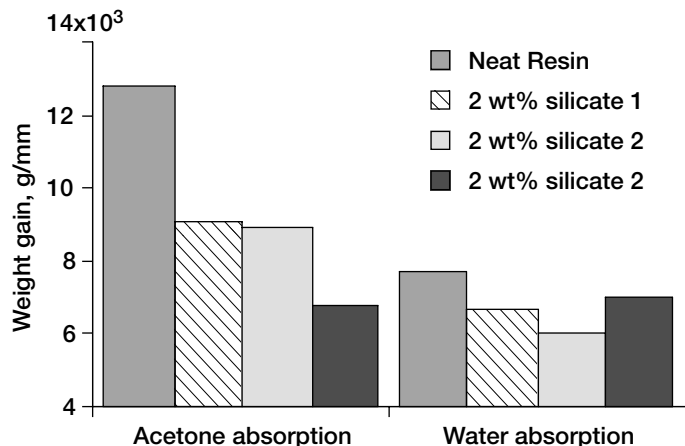 14x10³
12
10
8
6
4
Weight gain, g/mm
Neat Resin
2 wt% silicate 1
2 wt% silicate 2
2 wt% silicate 2
Acetone absorption
Water absorption